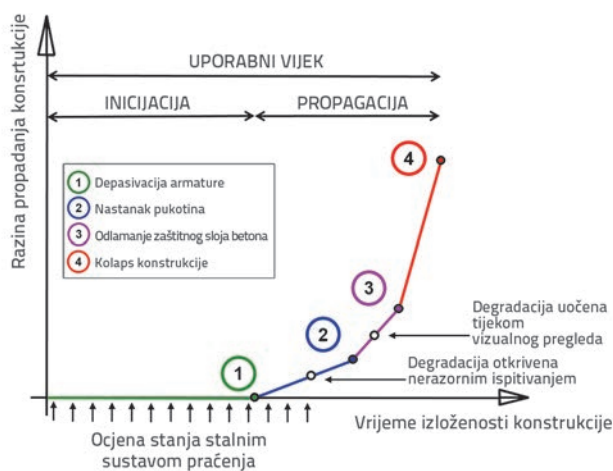 Razina propadanja konsrtukcije
UPORABNI VIJEK
INICIJACIJA
PROPAGACIJA
1 Depasivacija armature
2 Nastanak pukotina
3 Odlamanje zaštitnog sloja betona
4 Kolaps konstrukcije
4
3
2
1
Degradacija uočena
tijekom
vizualnog pregleda
Degradacija otkrivena
nerazornim ispitivanjem
Vrijeme izloženosti konstrukcije
Ocjena stanja stalnim
sustavom praćenja